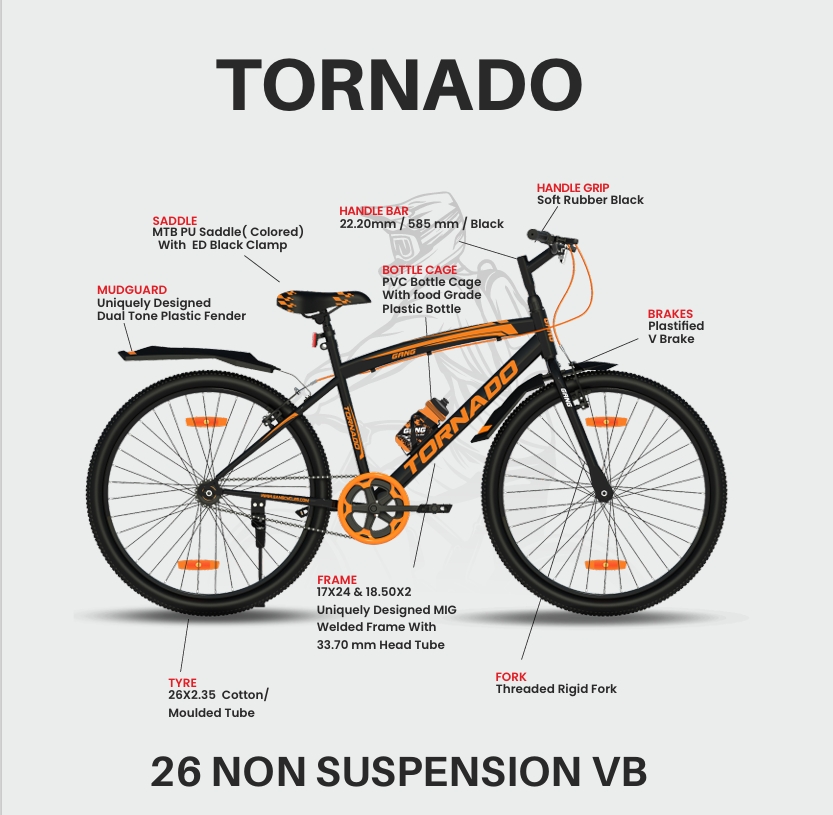 TORNADO
HANDLE GRIP
Soft Rubber Black
HANDLE BAR
22.20mm / 585 mm / Black
SADDLE
MTB PU Saddle( Colored)
With ED Black Clamp
BOTTLE CAGE
PVC Bottle Cage
With food Grade
Plastic Bottle
MUDGUARD
Uniquely Designed
Dual Tone Plastic Fender
BRAKES
Plastified
V Brake
GANG
GANG
TORNADO
TORNADO
GANG
FRAME
17X24 & 18.50X2
Uniquely Designed MIG
Welded Frame With
33.70 mm Head Tube
FORK
Threaded Rigid Fork
TYRE
26X2.35 Cotton/
Moulded Tube
26 NON SUSPENSION VB